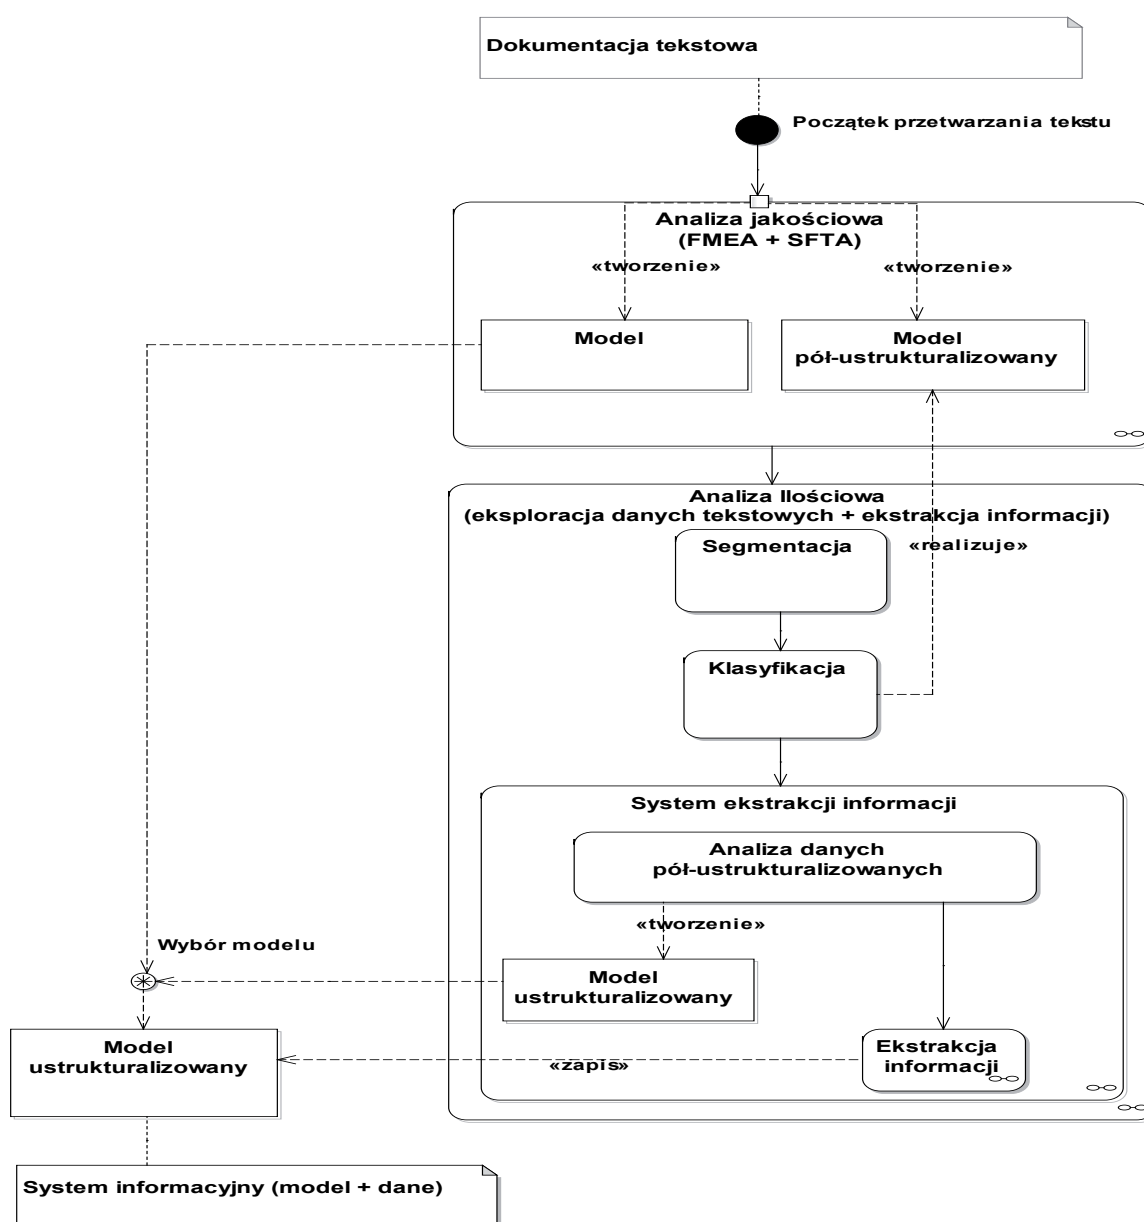 Dokumentacja tekstowa
Początek przetwarzania tekstu
Analiza jakościowa
(FMEA + SFTA)
«tworzenie»
«tworzenie»
Model
Model
pół-ustrukturalizowany
Analiza Ilościowa
(eksploracja danych tekstowych + ekstrakcja informacji)
Segmentacja
«realizuje»
Klasyfikacja
System ekstrakcji informacji
Analiza danych
pół-ustrukturalizowanych
«tworzenie»
Wybór modelu
Model
ustrukturalizowany
Model
ustrukturalizowany
«zapis»
Ekstrakcja
informacji
System informacyjny (model + dane)